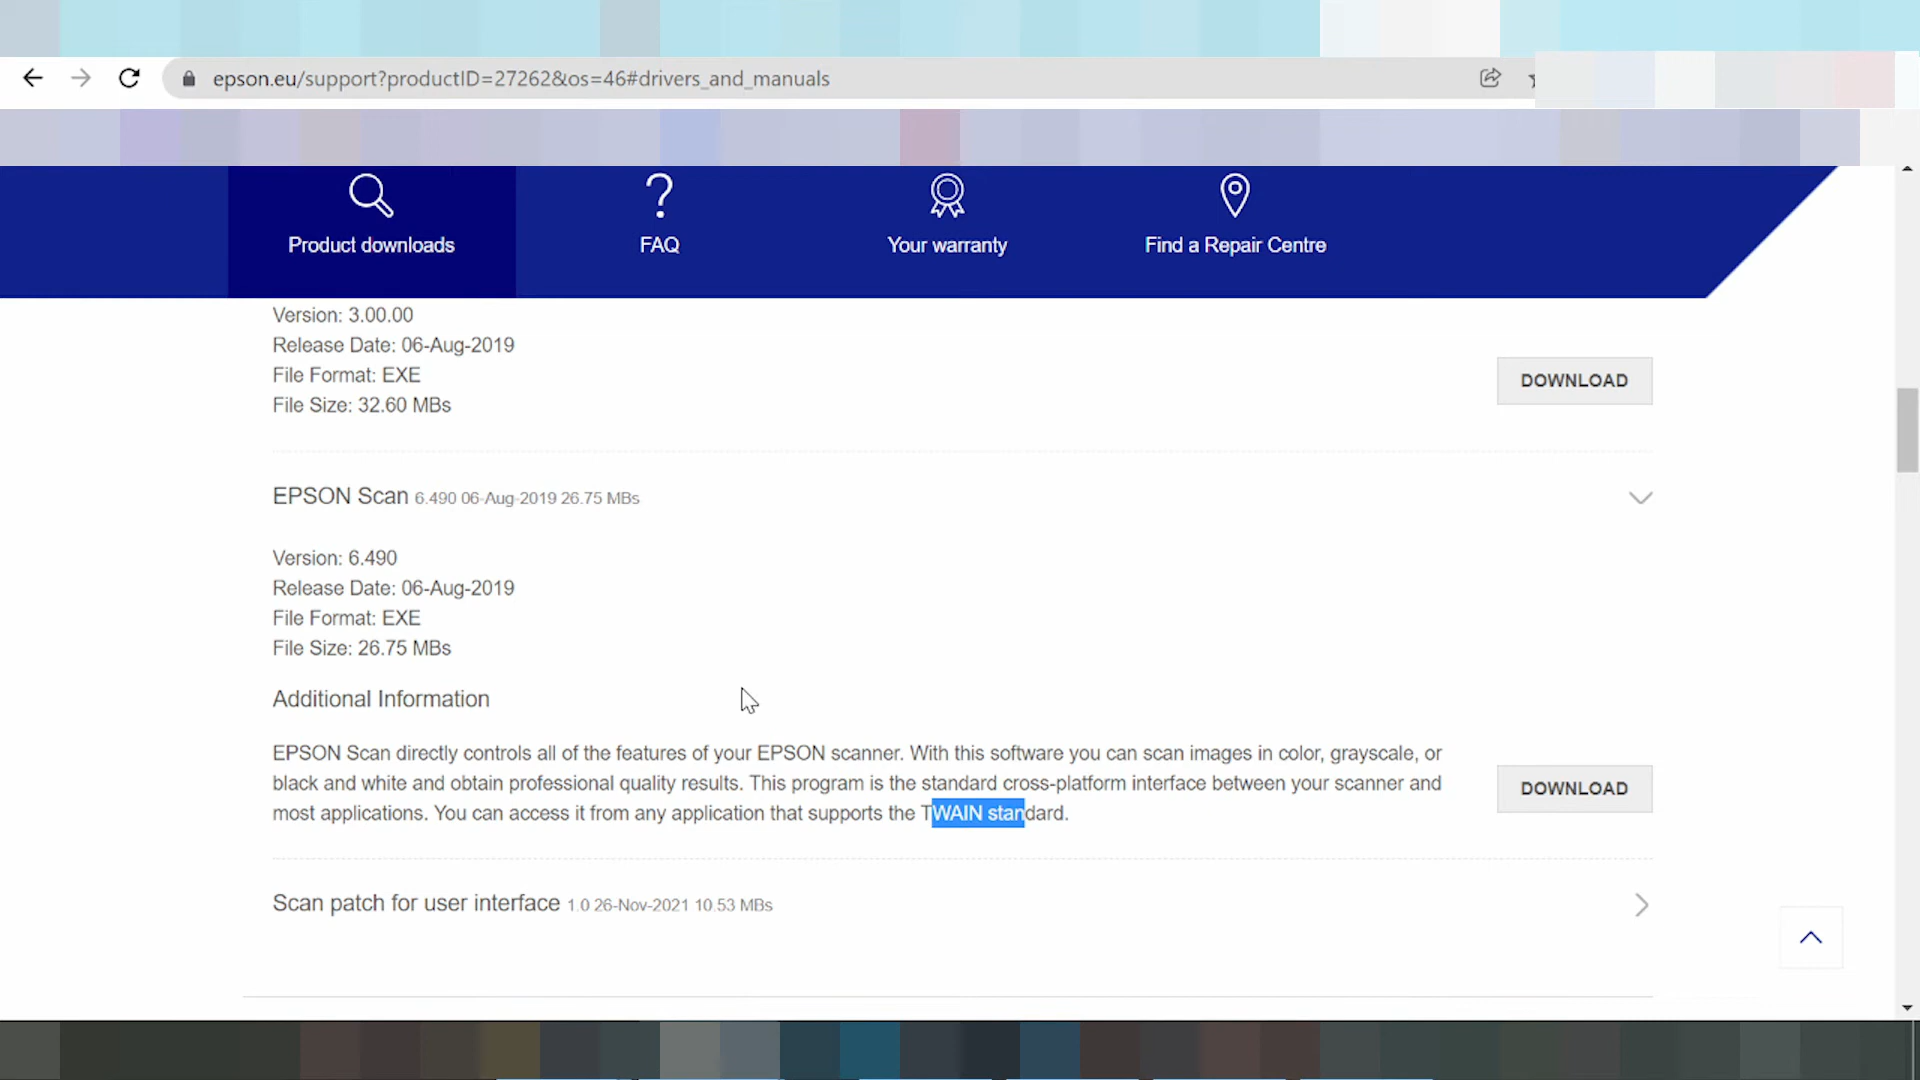 epson.eu/support?productID=27262&os=46#drivers_and_manuals
Product downloads
FAQ
Your warranty
Find a Repair Centre
Version: 3.00.00
Release Date: 06-Aug-2019
File Format: EXE
File Size: 32.60 MBs
DOWNLOAD
EPSON Scan 6.490 06-Aug-2019 26.75 MBs
Version: 6.490
Release Date: 06-Aug-2019
File Format: EXE
File Size: 26.75 MBs
Additional Information
EPSON Scan directly controls all of the features of your EPSON scanner. With this software you can scan images in color, grayscale, or
black and white and obtain professional quality results. This program is the standard cross-platform interface between your scanner and
most applications. You can access it from any application that supports the TWAIN standard.
DOWNLOAD
Scan patch for user interface 1.0 26-Nov-2021 10.53 MBs